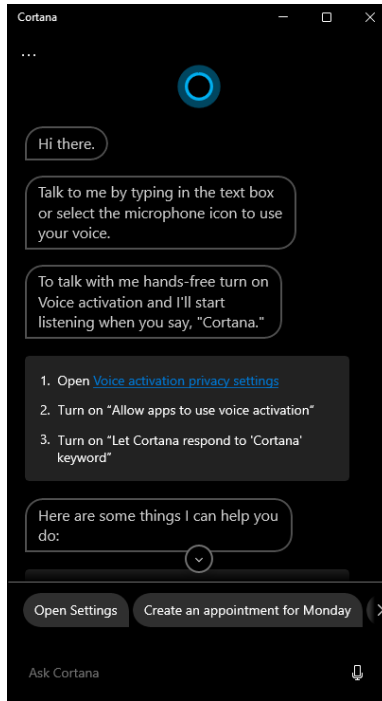 Cortana
...
Hi there.
Talk to me by typing in the text box
or select the microphone icon to use
your voice.
To talk with me hands-free turn on
Voice activation and I'll start
listening when you say, "Cortana."
1. Open Voice activation privacy settings
2. Turn on “Allow apps to use voice activation”
3. Turn on “Let Cortana respond to 'Cortana'
keyword”
Here are some things I can help you
do:
Open Settings
Create an appointment for Monday
Ask Cortana